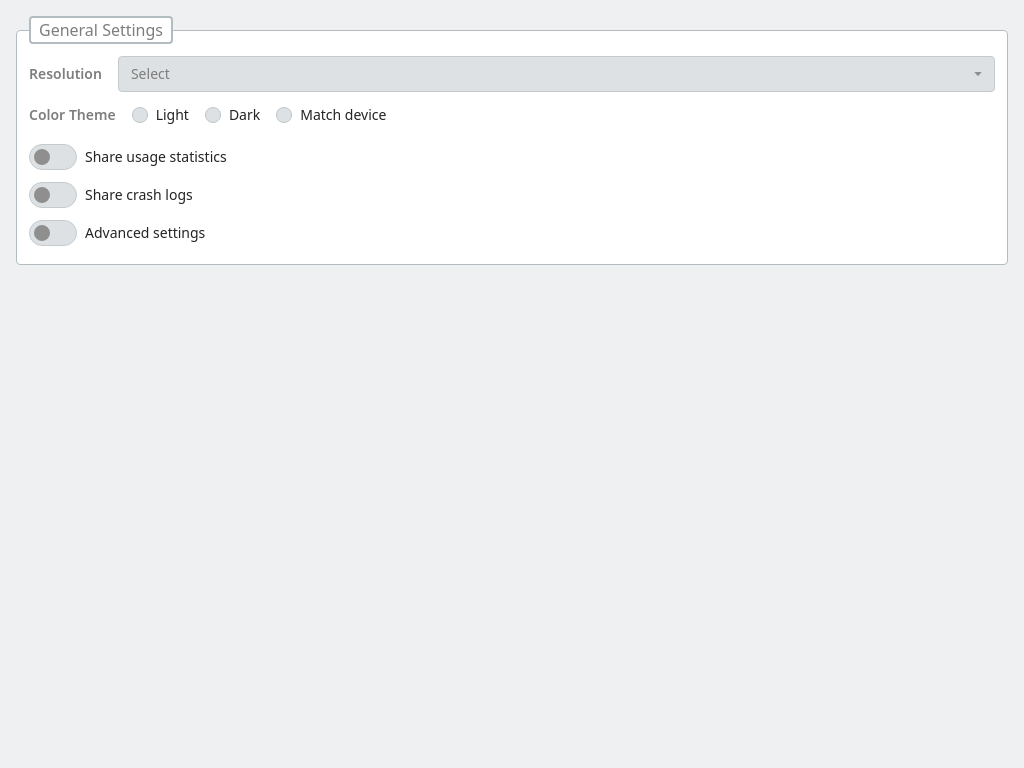 General Settings
Resolution Select
Color Theme Light Dark Match device
Share usage statistics
Share crash logs
Advanced settings